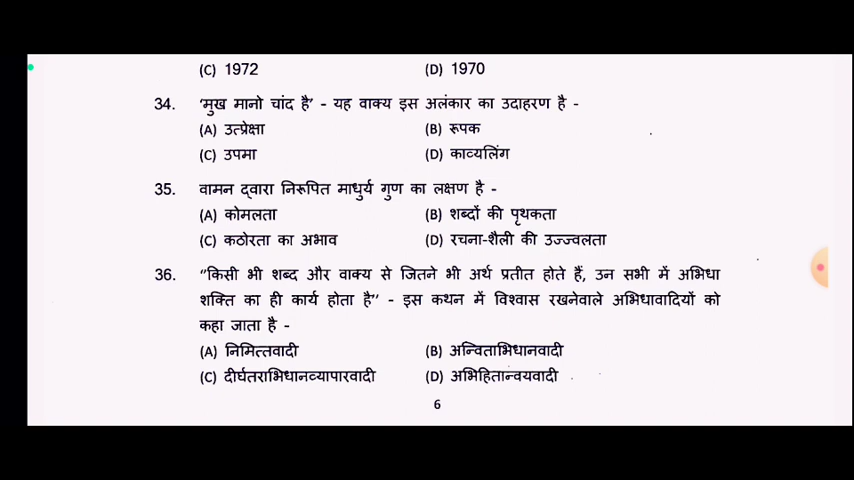 (C) 1972 (D) 1970
34. ‘मुख मानो चांद है’ - यह वाक्य इस अलंकार का उदाहरण है -
(A) उत्प्रेक्षा (B) रूपक
(C) उपमा (D) काव्यलिंग
35. वामन द्वारा निरूपित माधुर्य गुण का लक्षण है -
(A) कोमलता (B) शब्दों की पृथकता
(C) कठोरता का अभाव (D) रचना-शैली की उज्ज्वलता
36. “किसी भी शब्द और वाक्य से जितने भी अर्थ प्रतीत होते हैं, उन सभी में अभिधा
शक्ति का ही कार्य होता है” - इस कथन में विश्वास रखनेवाले अभिधावादियों को
कहा जाता है -
(A) निमित्तवादी (B) अन्विताभिधानवादी
(C) दीर्घतराभिधानव्यापारवादी (D) अभिहितान्वयवादी
6